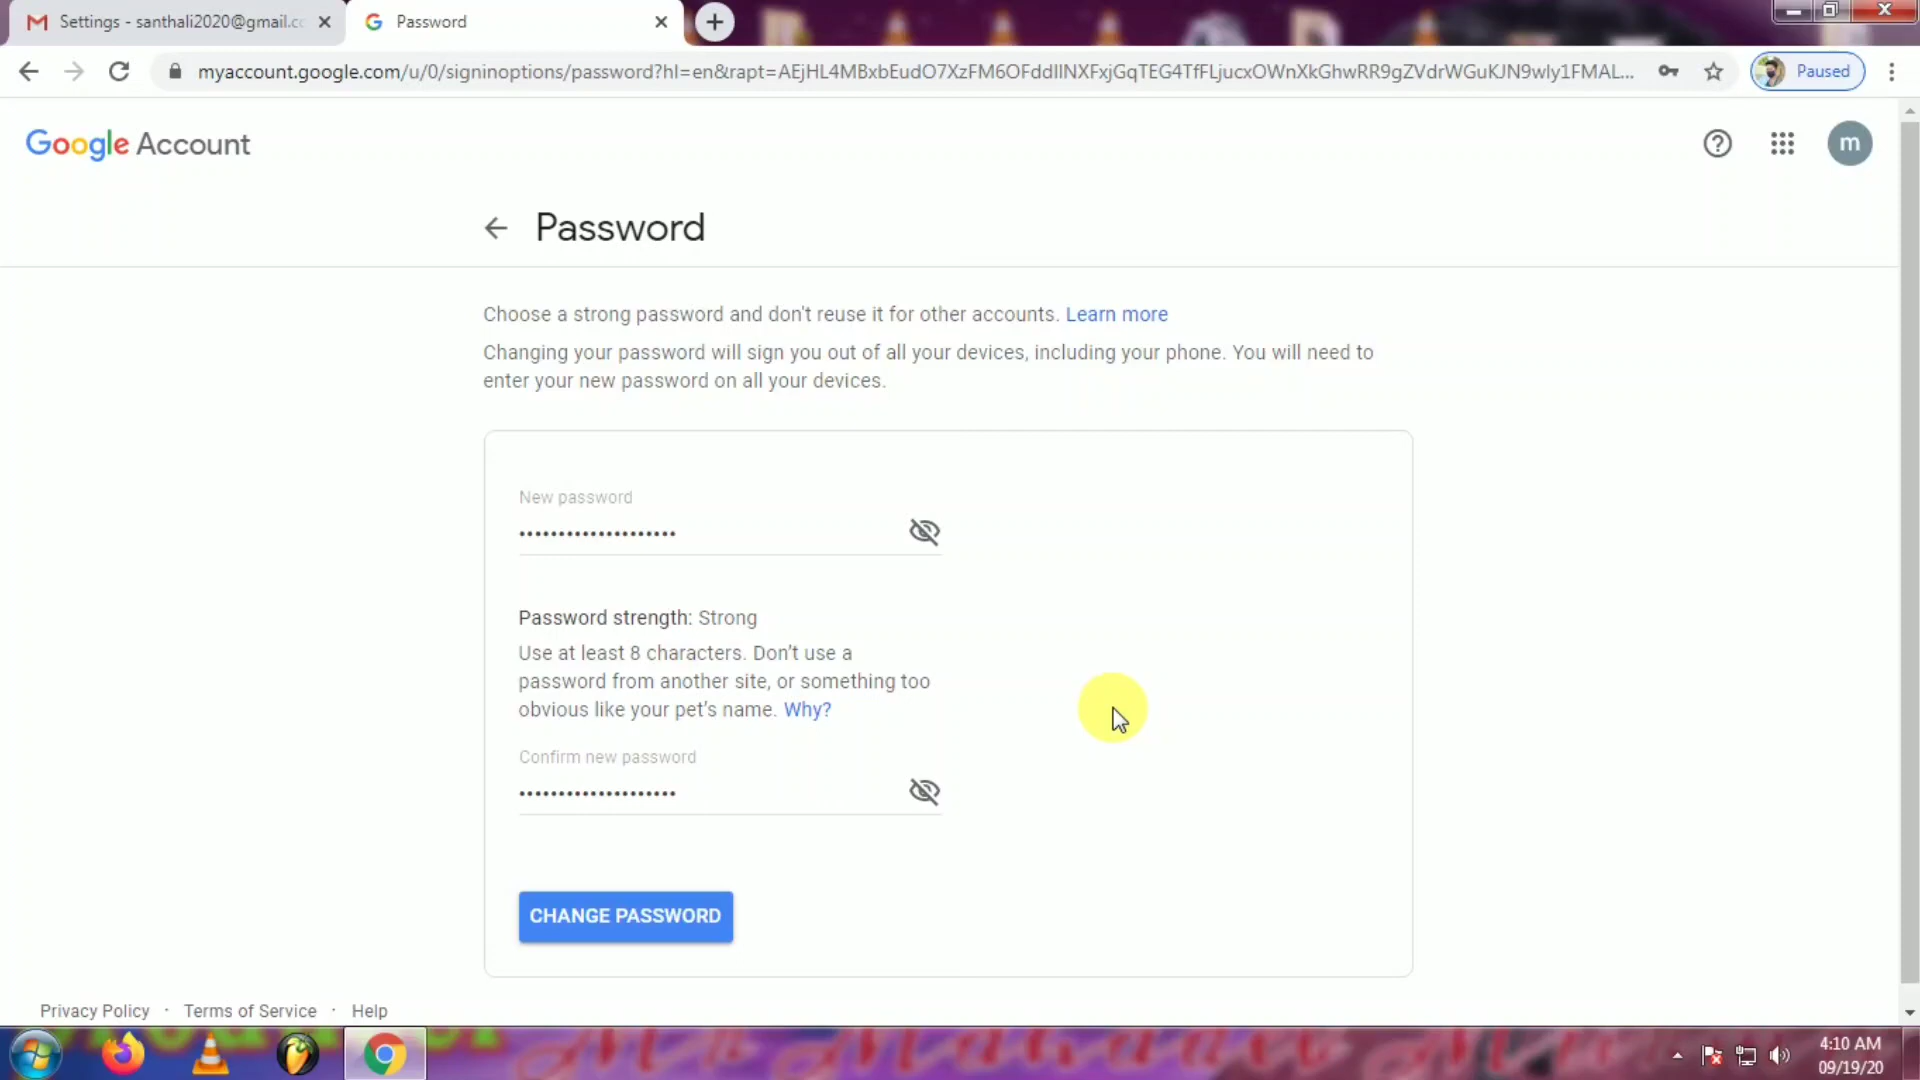 Settings - santhali2020@gmail.c
Password
myaccount.google.com/u/0/signinoptions/password?hl=en&rapt=AEjHL4MBxbEudO7XzFM6OFddIlNXFxjGqTEG4TfFLjucxOWnXkGhwRR9gZVdrWGuKJN9wly1FMAL...
Paused
Google Account
m
Password
Choose a strong password and don't reuse it for other accounts. Learn more
Changing your password will sign you out of all your devices, including your phone. You will need to
enter your new password on all your devices.
New password
••••••••••••••••••••
Password strength: Strong
Use at least 8 characters. Don't use a
password from another site, or something too
obvious like your pet's name. Why?
Confirm new password
••••••••••••••••••••
CHANGE PASSWORD
Privacy Policy · Terms of Service · Help
4:10 AM
09/19/20